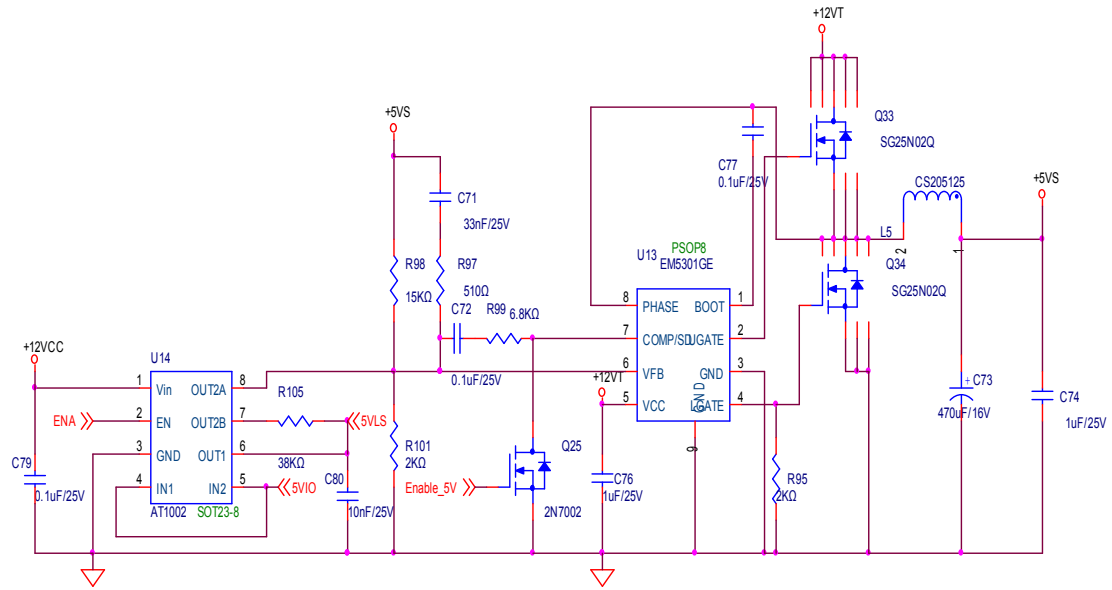 +12VT
Q33
SG25N02Q
+5VS
C77
0.1uF/25V
CS205125
+5VS
C71
33nF/25V
L5
2
1
U13
PSOP8
EM5301GE
Q34
SG25N02Q
R98
15KΩ
R97
510Ω
C72
R99
6.8KΩ
0.1uF/25V
8
PHASE
BOOT
1
7
COMP/SD
UGATE
2
6
VFB
GND
3
5
VCC
LGATE
4
GND
9
+12VCC
U14
+12VT
1
Vin
OUT2A
8
R105
ENA
2
EN
OUT2B
7
5VLS
3
GND
OUT1
6
38KΩ
4
IN1
IN2
5
5VIO
AT1002
SOT23-8
C79
0.1uF/25V
C80
10nF/25V
R101
2KΩ
Enable_5V
Q25
2N7002
C76
1uF/25V
R95
2KΩ
+
C73
470uF/16V
C74
1uF/25V